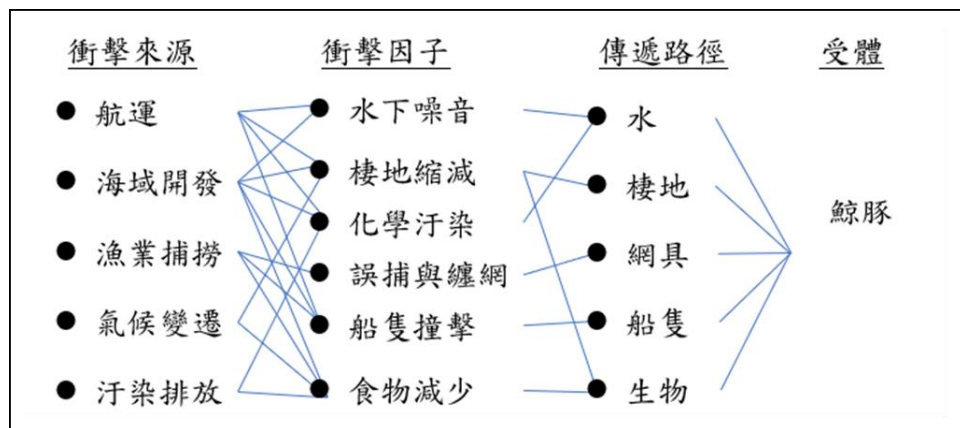 衝擊來源 衝擊因子 傳遞路徑 受體
航運 水下噪音 水
海域開發 棲地縮減 棲地
化學汙染 鯨豚
漁業捕撈 誤捕與纏網 網具
氣候變遷 船隻撞擊 船隻
汙染排放 食物減少 生物